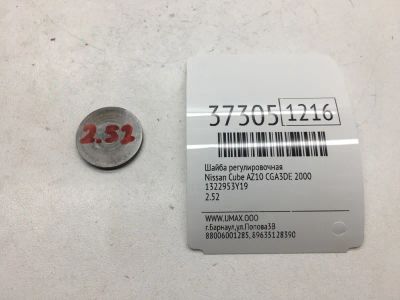 2.52
37305 1216
Шайба регулировочная
Nissan Cube AZ10 CGA3DE 2000
1322953Y19
2.52
WWW.UMAX.OOO
г.Барнаул,ул.Попова3В
88006001285, 89635128390